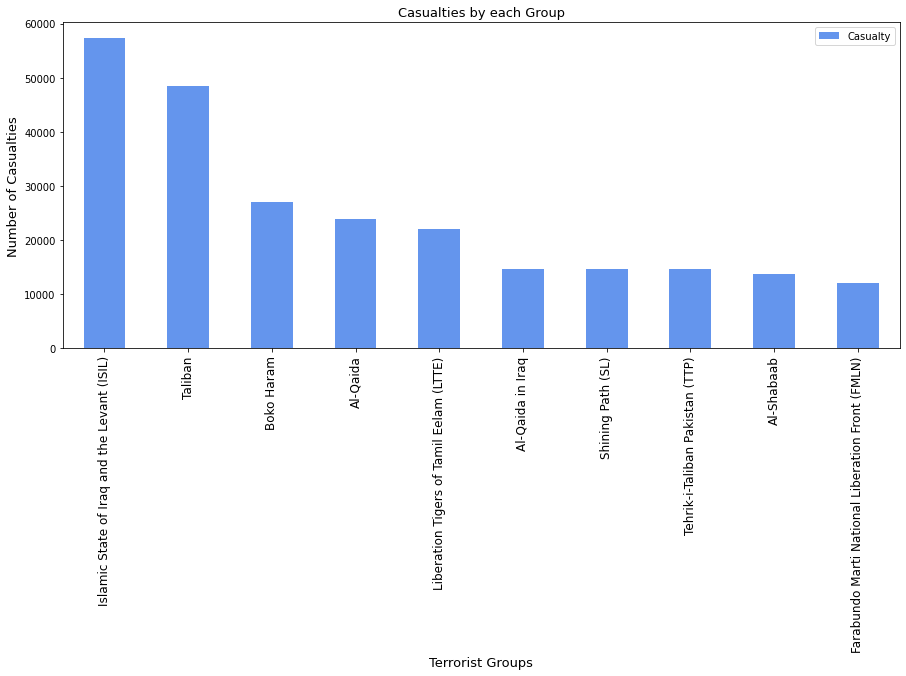 Casualties by each Group
Casualty
Number of Casualties
60000
50000
40000
30000
20000
10000
0
Islamic State of Iraq and the Levant (ISIL)
Taliban
Boko Haram
Al-Qaida
Liberation Tigers of Tamil Eelam (LTTE)
Al-Qaida in Iraq
Shining Path (SL)
Tehrik-i-Taliban Pakistan (TTP)
Al-Shabaab
Farabundo Marti National Liberation Front (FMLN)
Terrorist Groups